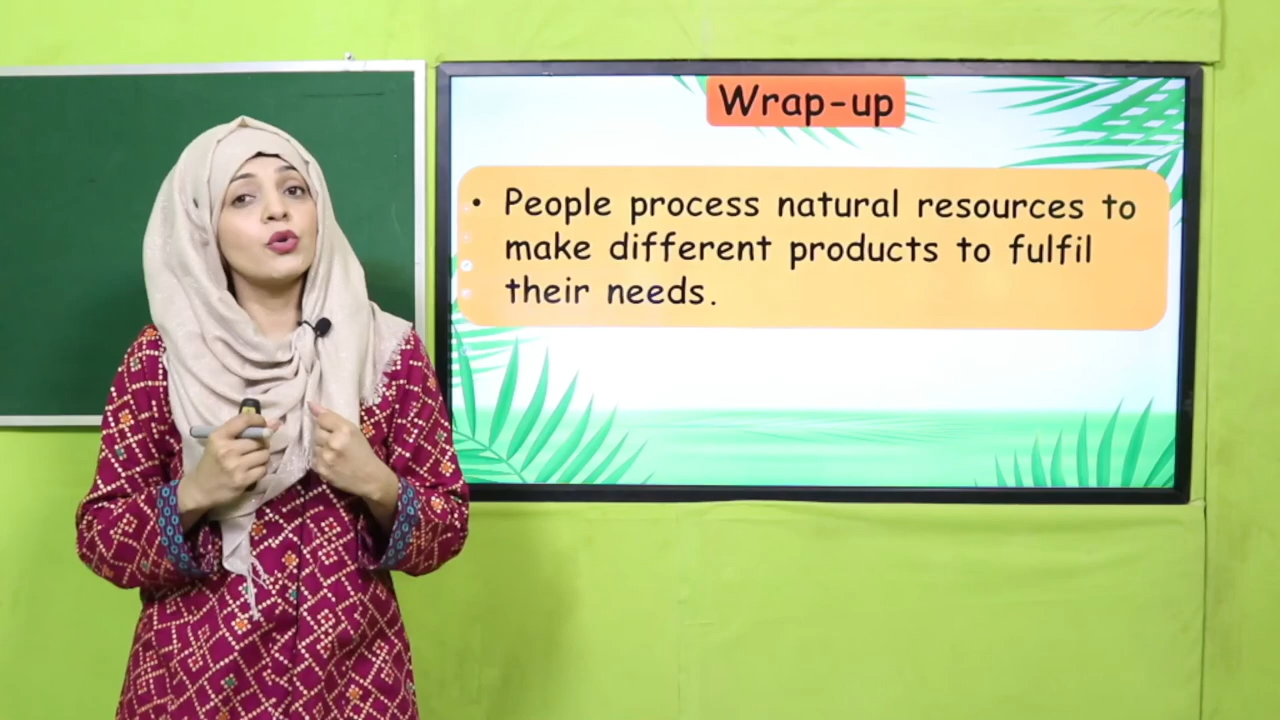 Wrap-up
• People process natural resources to
make different products to fulfil
their needs.